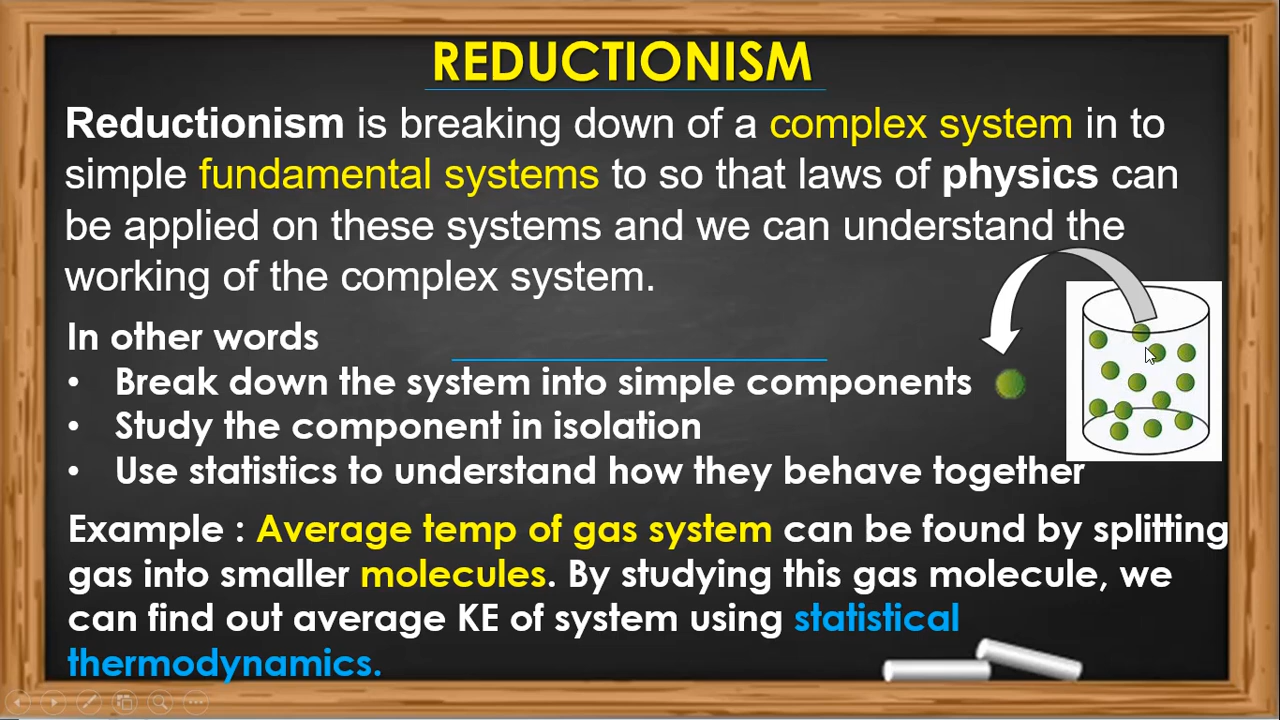 REDUCTIONISM
Reductionism is breaking down of a complex system in to
simple fundamental systems to so that laws of physics can
be applied on these systems and we can understand the
working of the complex system.
In other words
• Break down the system into simple components
• Study the component in isolation
• Use statistics to understand how they behave together
Example : Average temp of gas system can be found by splitting
gas into smaller molecules. By studying this gas molecule, we
can find out average KE of system using statistical
thermodynamics.